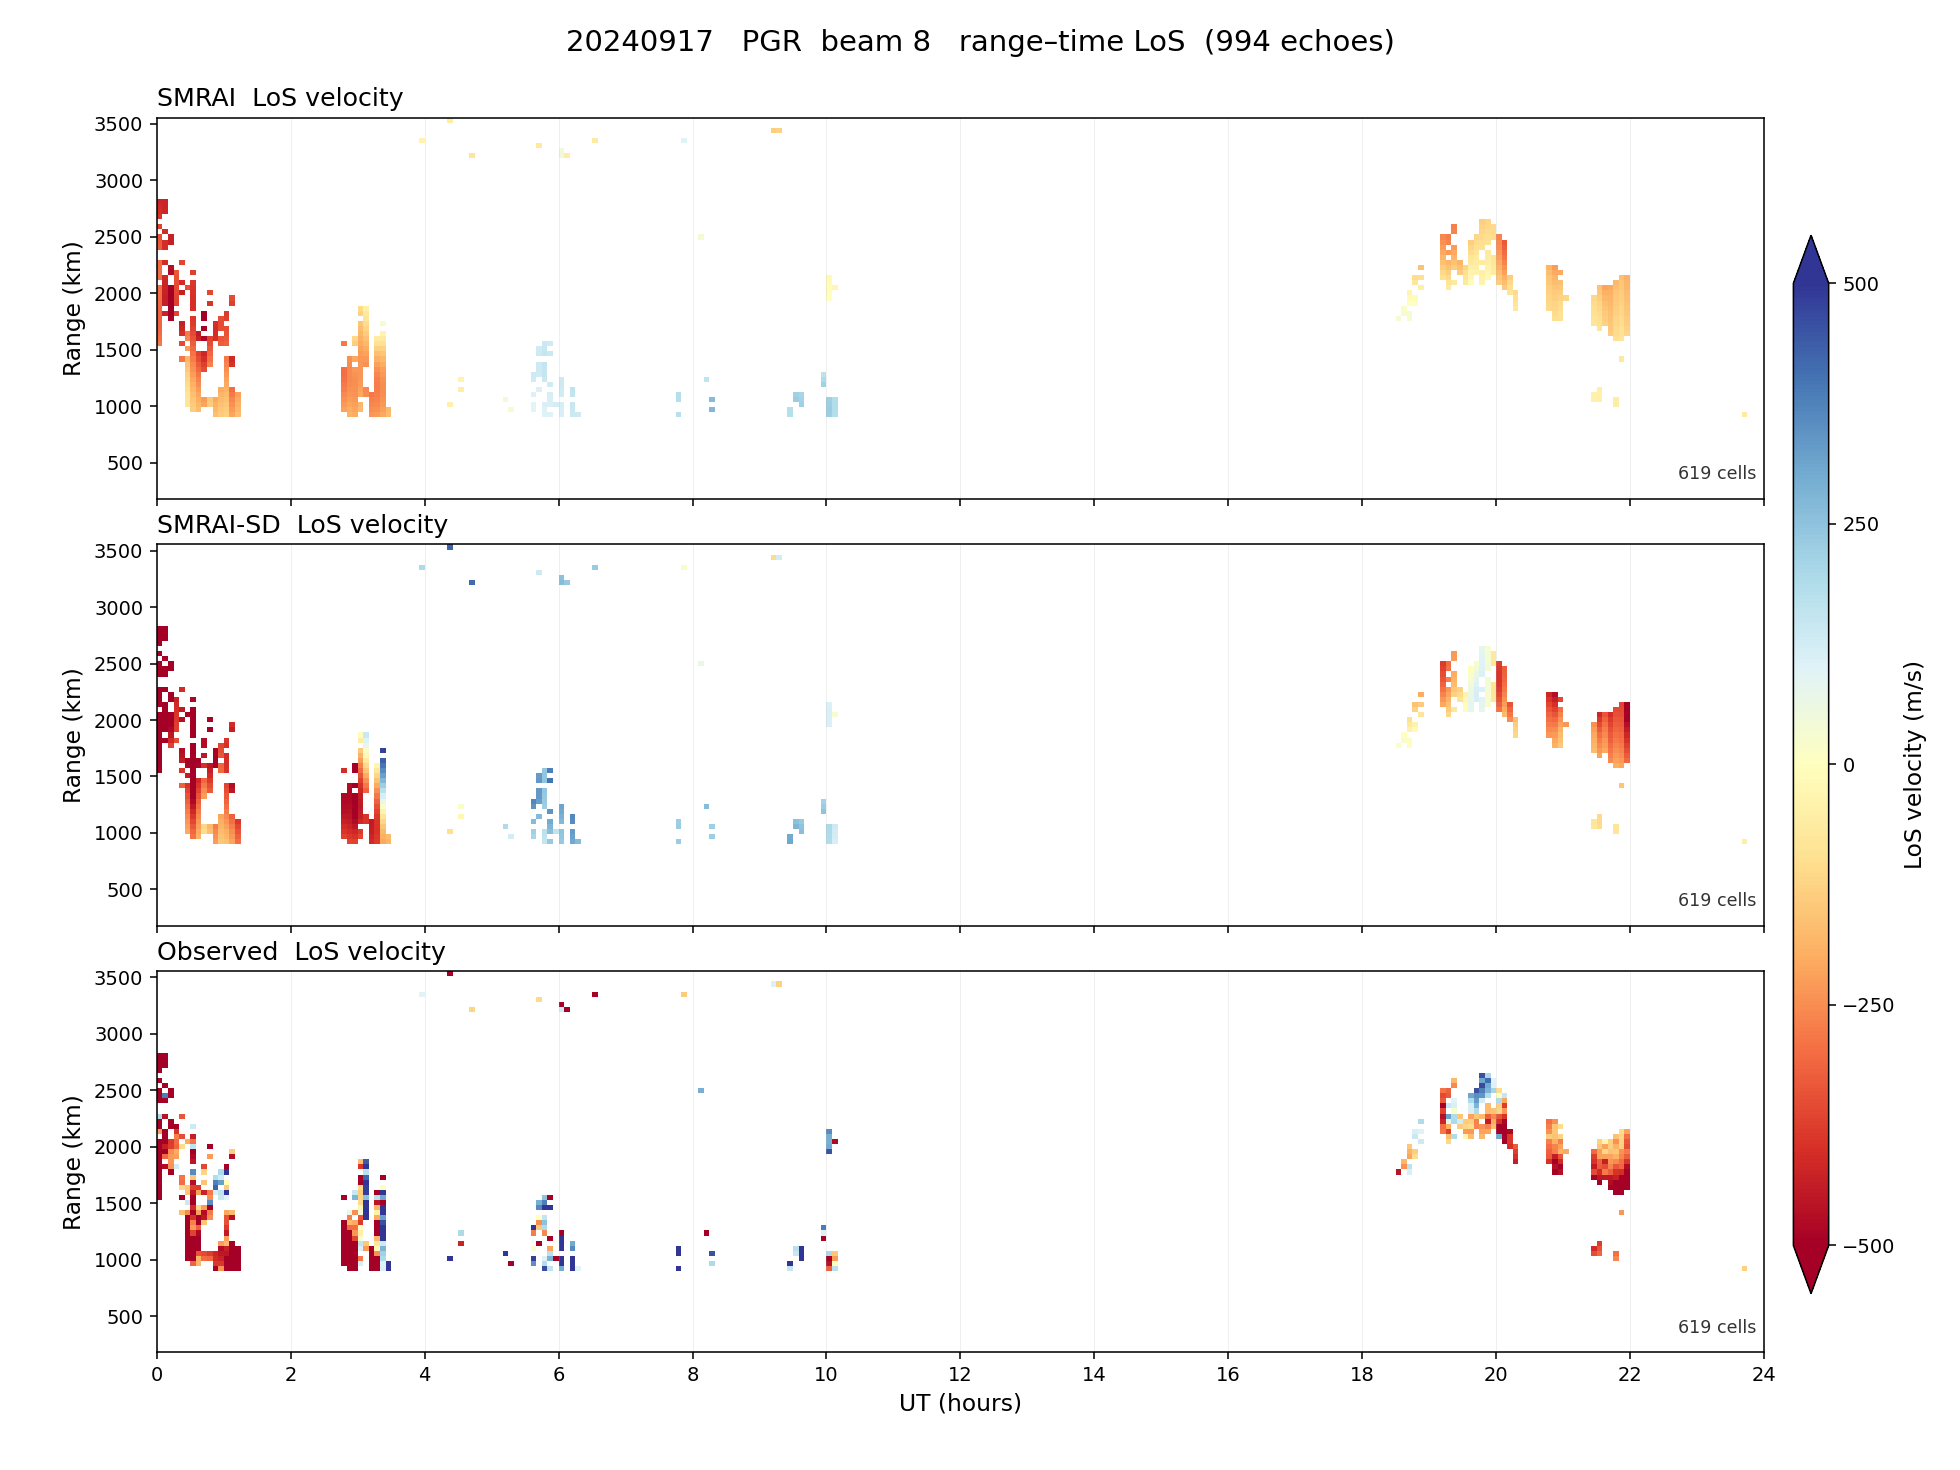 20240917   PGR  beam 8   range–time LoS  (994 echoes)
SMRAI  LoS velocity
3500
3000
2500
2000
1500
1000
500
Range (km)
619 cells
SMRAI-SD  LoS velocity
3500
3000
2500
2000
1500
1000
500
Range (km)
619 cells
Observed  LoS velocity
3500
3000
2500
2000
1500
1000
500
Range (km)
619 cells
0 2 4 6 8 10 12 14 16 18 20 22 24
UT (hours)
500
250
0
−250
−500
LoS velocity (m/s)